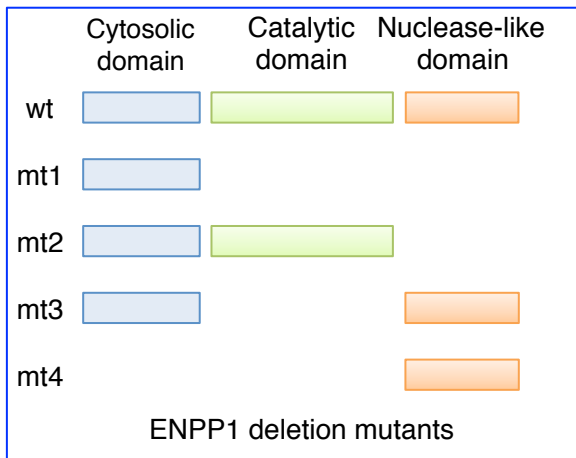 Cytosolic domain
Catalytic domain
Nuclease-like domain
wt
mt1
mt2
mt3
mt4
ENPP1 deletion mutants